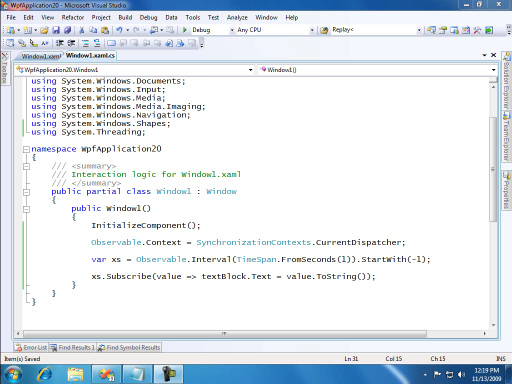 WpfApplication20 - Microsoft Visual Studio
File Edit View Refactor Project Build Debug Data Tools Test Analyze Window Help
Debug Any CPU Replay
Window1.xaml Window1.xaml.cs
WpfApplication20.Window1 Window1()
using System.Windows.Documents;
using System.Windows.Input;
using System.Windows.Media;
using System.Windows.Media.Imaging;
using System.Windows.Navigation;
using System.Windows.Shapes;
using System.Threading;
namespace WpfApplication20
{
/// <summary>
/// Interaction logic for Window1.xaml
/// </summary>
public partial class Window1 : Window
{
public Window1()
{
InitializeComponent();
Observable.Context = SynchronizationContexts.CurrentDispatcher;
var xs = Observable.Interval(TimeSpan.FromSeconds(1)).StartWith(-1);
xs.Subscribe(value => textBlock.Text = value.ToString());
}
}
}
Toolbox
Solution Explorer
Team Explorer
Properties
Error List Find Results 1 Find Symbol Results
Item(s) Saved Ln 31 Col 15 Ch 15 INS
12:19 PM
11/13/2009